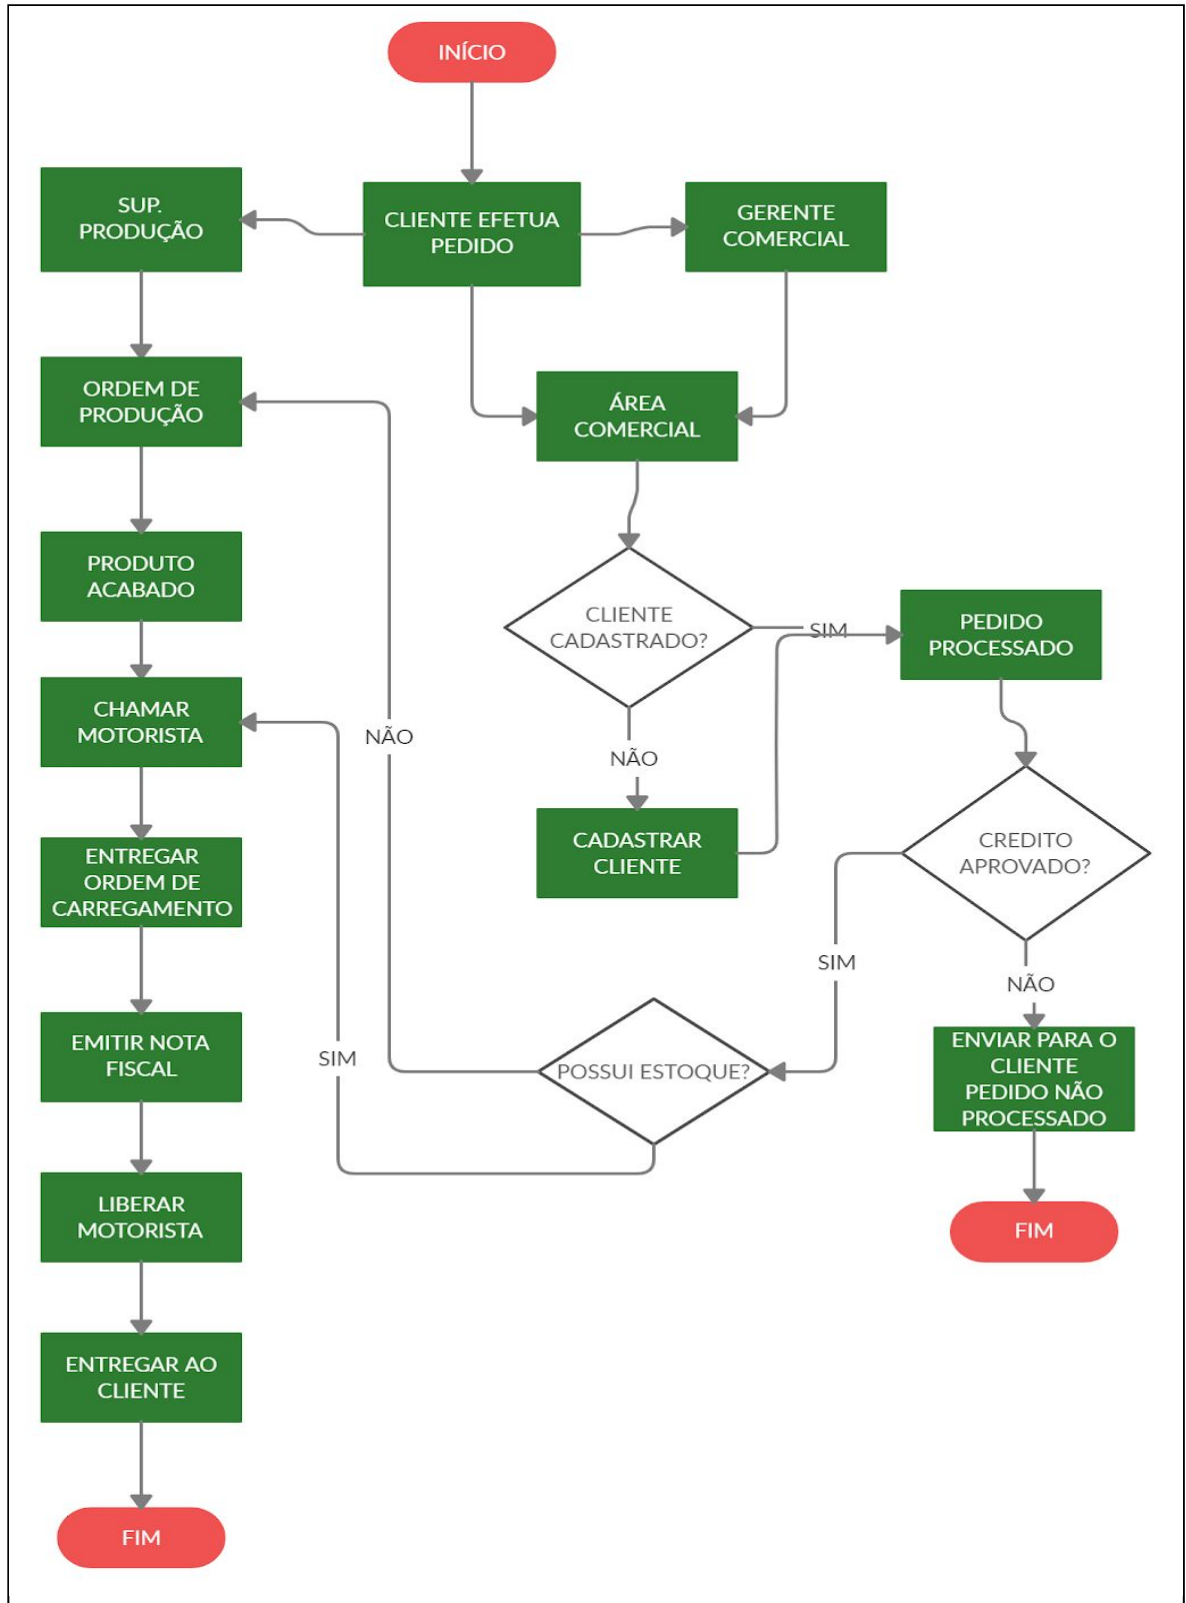 INÍCIO
SUP.
PRODUÇÃO
CLIENTE EFETUA
PEDIDO
GERENTE
COMERCIAL
ORDEM DE
PRODUÇÃO
ÁREA
COMERCIAL
PRODUTO
ACABADO
CLIENTE
CADASTRADO?
SIM
PEDIDO
PROCESSADO
CHAMAR
MOTORISTA
NÃO
NÃO
CADASTRAR
CLIENTE
CREDITO
APROVADO?
ENTREGAR
ORDEM DE
CARREGAMENTO
SIM
NÃO
EMITIR NOTA
FISCAL
SIM
POSSUI ESTOQUE?
ENVIAR PARA O
CLIENTE
PEDIDO NÃO
PROCESSADO
LIBERAR
MOTORISTA
FIM
ENTREGAR AO
CLIENTE
FIM